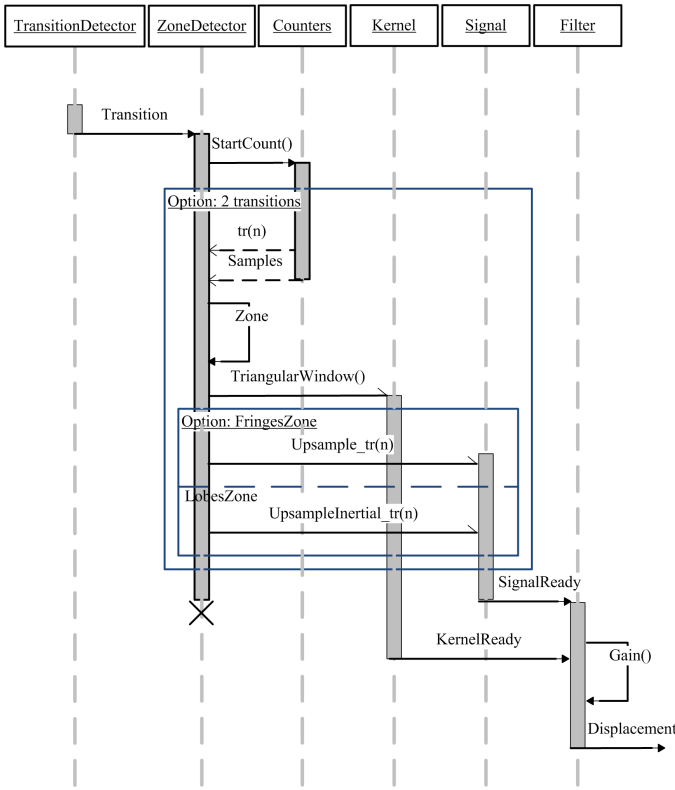 TransitionDetector
ZoneDetector
Counters
Kernel
Signal
Filter
Transition
StartCount()
Option: 2 transitions
tr(n)
Samples
Zone
TriangularWindow()
Option: FringesZone
Upsample_tr(n)
LobesZone
UpsampleInertial_tr(n)
SignalReady
KernelReady
Gain()
Displacement